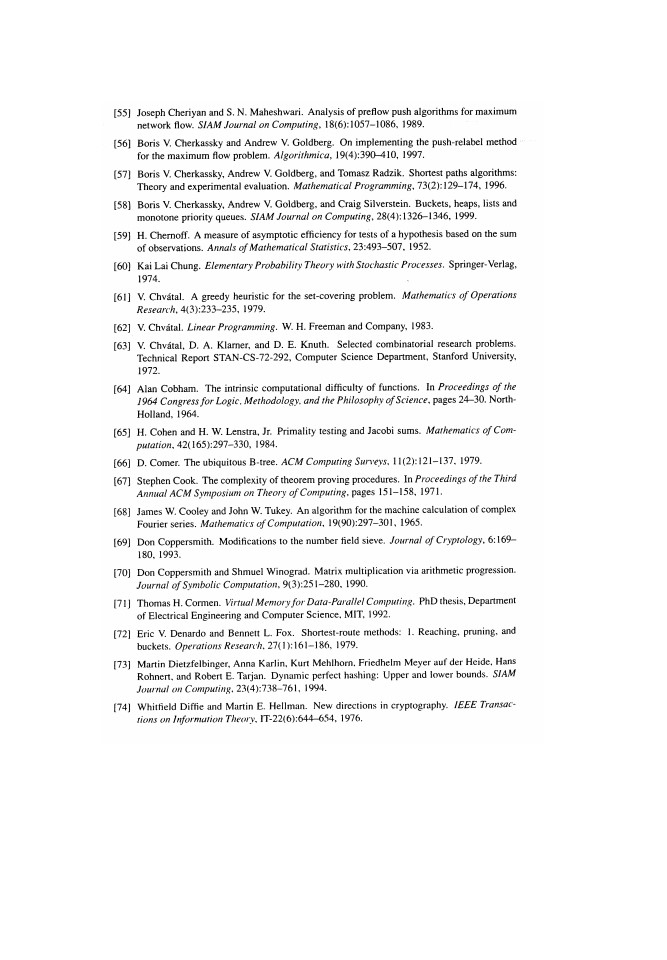 [55] Joseph Cheriyan and S. N. Maheshwari. Analysis of preflow push algorithms for maximum
network flow. SIAM Journal on Computing, 18(6):1057–1086, 1989.
[56] Boris V. Cherkassky and Andrew V. Goldberg. On implementing the push-relabel method
for the maximum flow problem. Algorithmica, 19(4):390–410, 1997.
[57] Boris V. Cherkassky, Andrew V. Goldberg, and Tomasz Radzik. Shortest paths algorithms:
Theory and experimental evaluation. Mathematical Programming, 73(2):129–174, 1996.
[58] Boris V. Cherkassky, Andrew V. Goldberg, and Craig Silverstein. Buckets, heaps, lists and
monotone priority queues. SIAM Journal on Computing, 28(4):1326–1346, 1999.
[59] H. Chernoff. A measure of asymptotic efficiency for tests of a hypothesis based on the sum
of observations. Annals of Mathematical Statistics, 23:493–507, 1952.
[60] Kai Lai Chung. Elementary Probability Theory with Stochastic Processes. Springer-Verlag,
1974.
[61] V. Chvátal. A greedy heuristic for the set-covering problem. Mathematics of Operations
Research, 4(3):233–235, 1979.
[62] V. Chvátal. Linear Programming. W. H. Freeman and Company, 1983.
[63] V. Chvátal, D. A. Klarner, and D. E. Knuth. Selected combinatorial research problems.
Technical Report STAN-CS-72-292, Computer Science Department, Stanford University,
1972.
[64] Alan Cobham. The intrinsic computational difficulty of functions. In Proceedings of the
1964 Congress for Logic, Methodology, and the Philosophy of Science, pages 24–30. North-
Holland, 1964.
[65] H. Cohen and H. W. Lenstra, Jr. Primality testing and Jacobi sums. Mathematics of Com-
putation, 42(165):297–330, 1984.
[66] D. Comer. The ubiquitous B-tree. ACM Computing Surveys, 11(2):121–137, 1979.
[67] Stephen Cook. The complexity of theorem proving procedures. In Proceedings of the Third
Annual ACM Symposium on Theory of Computing, pages 151–158, 1971.
[68] James W. Cooley and John W. Tukey. An algorithm for the machine calculation of complex
Fourier series. Mathematics of Computation, 19(90):297–301, 1965.
[69] Don Coppersmith. Modifications to the number field sieve. Journal of Cryptology, 6:169–
180, 1993.
[70] Don Coppersmith and Shmuel Winograd. Matrix multiplication via arithmetic progression.
Journal of Symbolic Computation, 9(3):251–280, 1990.
[71] Thomas H. Cormen. Virtual Memory for Data-Parallel Computing. PhD thesis, Department
of Electrical Engineering and Computer Science, MIT, 1992.
[72] Eric V. Denardo and Bennett L. Fox. Shortest-route methods: 1. Reaching, pruning, and
buckets. Operations Research, 27(1):161–186, 1979.
[73] Martin Dietzfelbinger, Anna Karlin, Kurt Mehlhorn, Friedhelm Meyer auf der Heide, Hans
Rohnert, and Robert E. Tarjan. Dynamic perfect hashing: Upper and lower bounds. SIAM
Journal on Computing, 23(4):738–761, 1994.
[74] Whitfield Diffie and Martin E. Hellman. New directions in cryptography. IEEE Transac-
tions on Information Theory, IT-22(6):644–654, 1976.